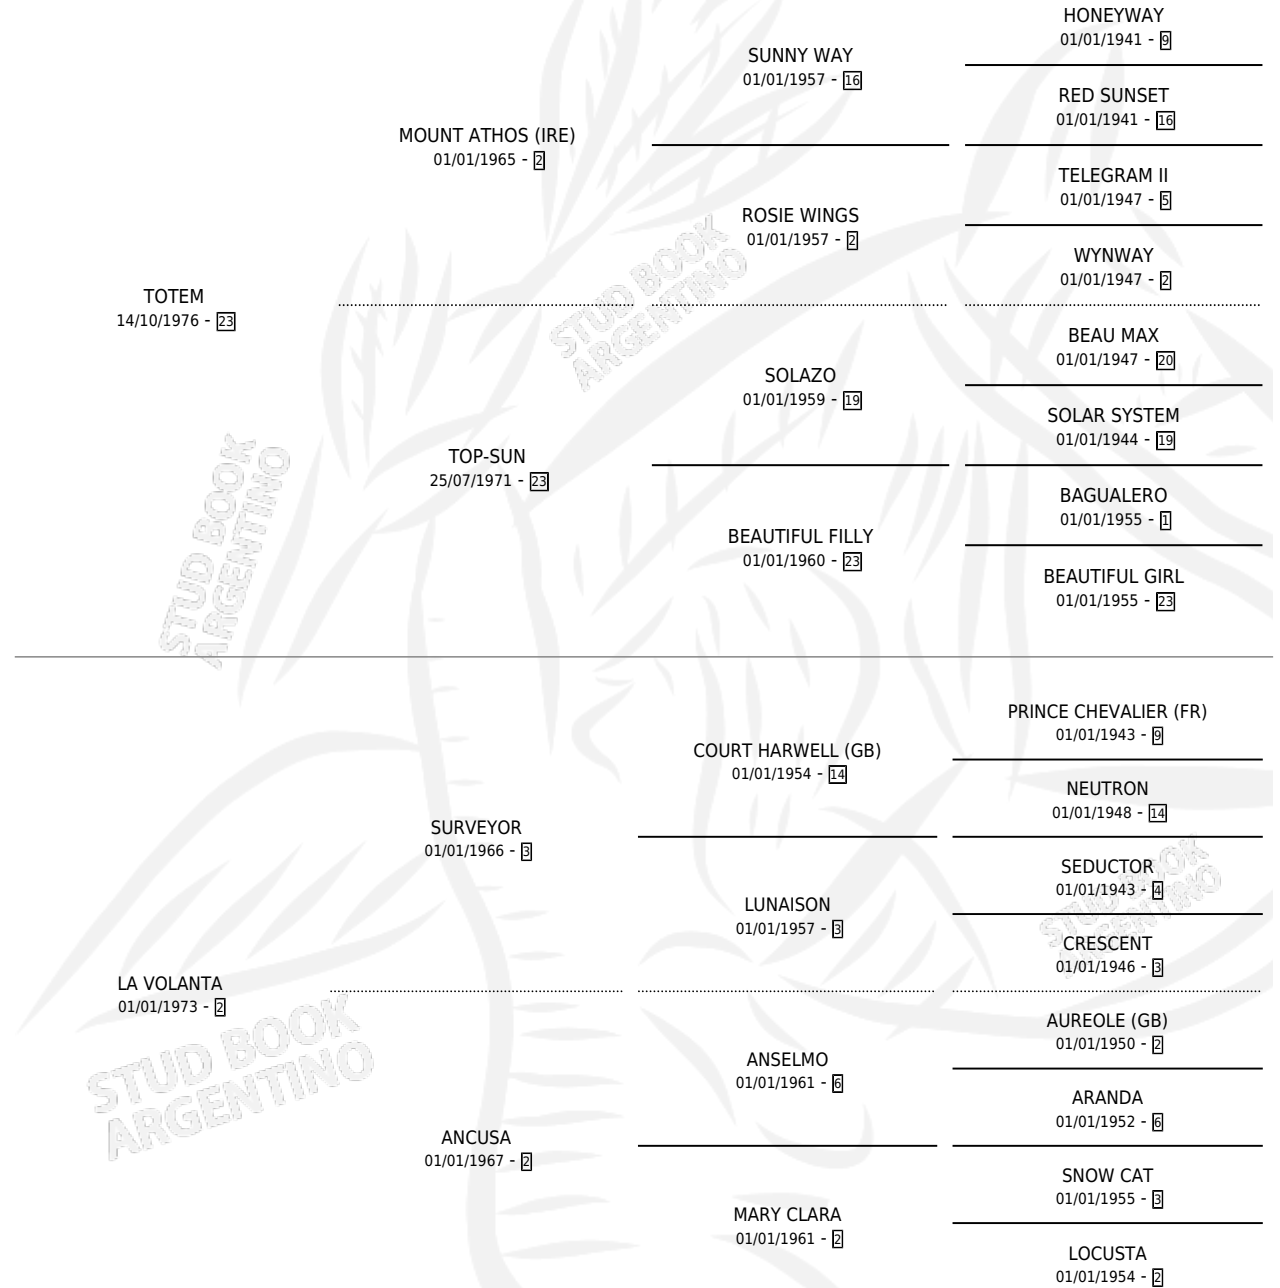 HONEYWAY
01/01/1941 - 9
SUNNY WAY
01/01/1957 - 16
RED SUNSET
01/01/1941 - 16
MOUNT ATHOS (IRE)
01/01/1965 - 2
TELEGRAM II
01/01/1947 - 5
ROSIE WINGS
01/01/1957 - 2
WYNWAY
01/01/1947 - 2
TOTEM
14/10/1976 - 23
BEAU MAX
01/01/1947 - 20
SOLAZO
01/01/1959 - 19
SOLAR SYSTEM
01/01/1944 - 19
TOP-SUN
25/07/1971 - 23
BAGUALERO
01/01/1955 - 1
BEAUTIFUL FILLY
01/01/1960 - 23
BEAUTIFUL GIRL
01/01/1955 - 23
STUD BOOK
ARGENTINO
STUD BOOK
ARGENTINO
PRINCE CHEVALIER (FR)
01/01/1943 - 9
COURT HARWELL (GB)
01/01/1954 - 14
NEUTRON
01/01/1948 - 14
SURVEYOR
01/01/1966 - 3
SEDUCTOR
01/01/1943 - 4
LUNAISON
01/01/1957 - 3
CRESCENT
01/01/1946 - 3
STUD BOOK
ARGENTINO
LA VOLANTA
01/01/1973 - 2
AUREOLE (GB)
01/01/1950 - 2
ANSELMO
01/01/1961 - 6
ARANDA
01/01/1952 - 6
STUD BOOK
ARGENTINO
ANCUSA
01/01/1967 - 2
SNOW CAT
01/01/1955 - 3
MARY CLARA
01/01/1961 - 2
LOCUSTA
01/01/1954 - 2